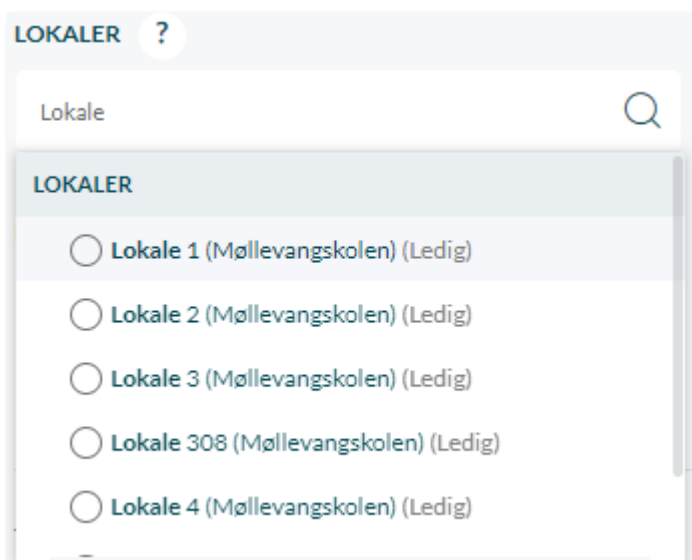 LOKALER ?
Lokale
LOKALER
Lokale 1 (Møllevangskolen) (Ledig)
Lokale 2 (Møllevangskolen) (Ledig)
Lokale 3 (Møllevangskolen) (Ledig)
Lokale 308 (Møllevangskolen) (Ledig)
Lokale 4 (Møllevangskolen) (Ledig)